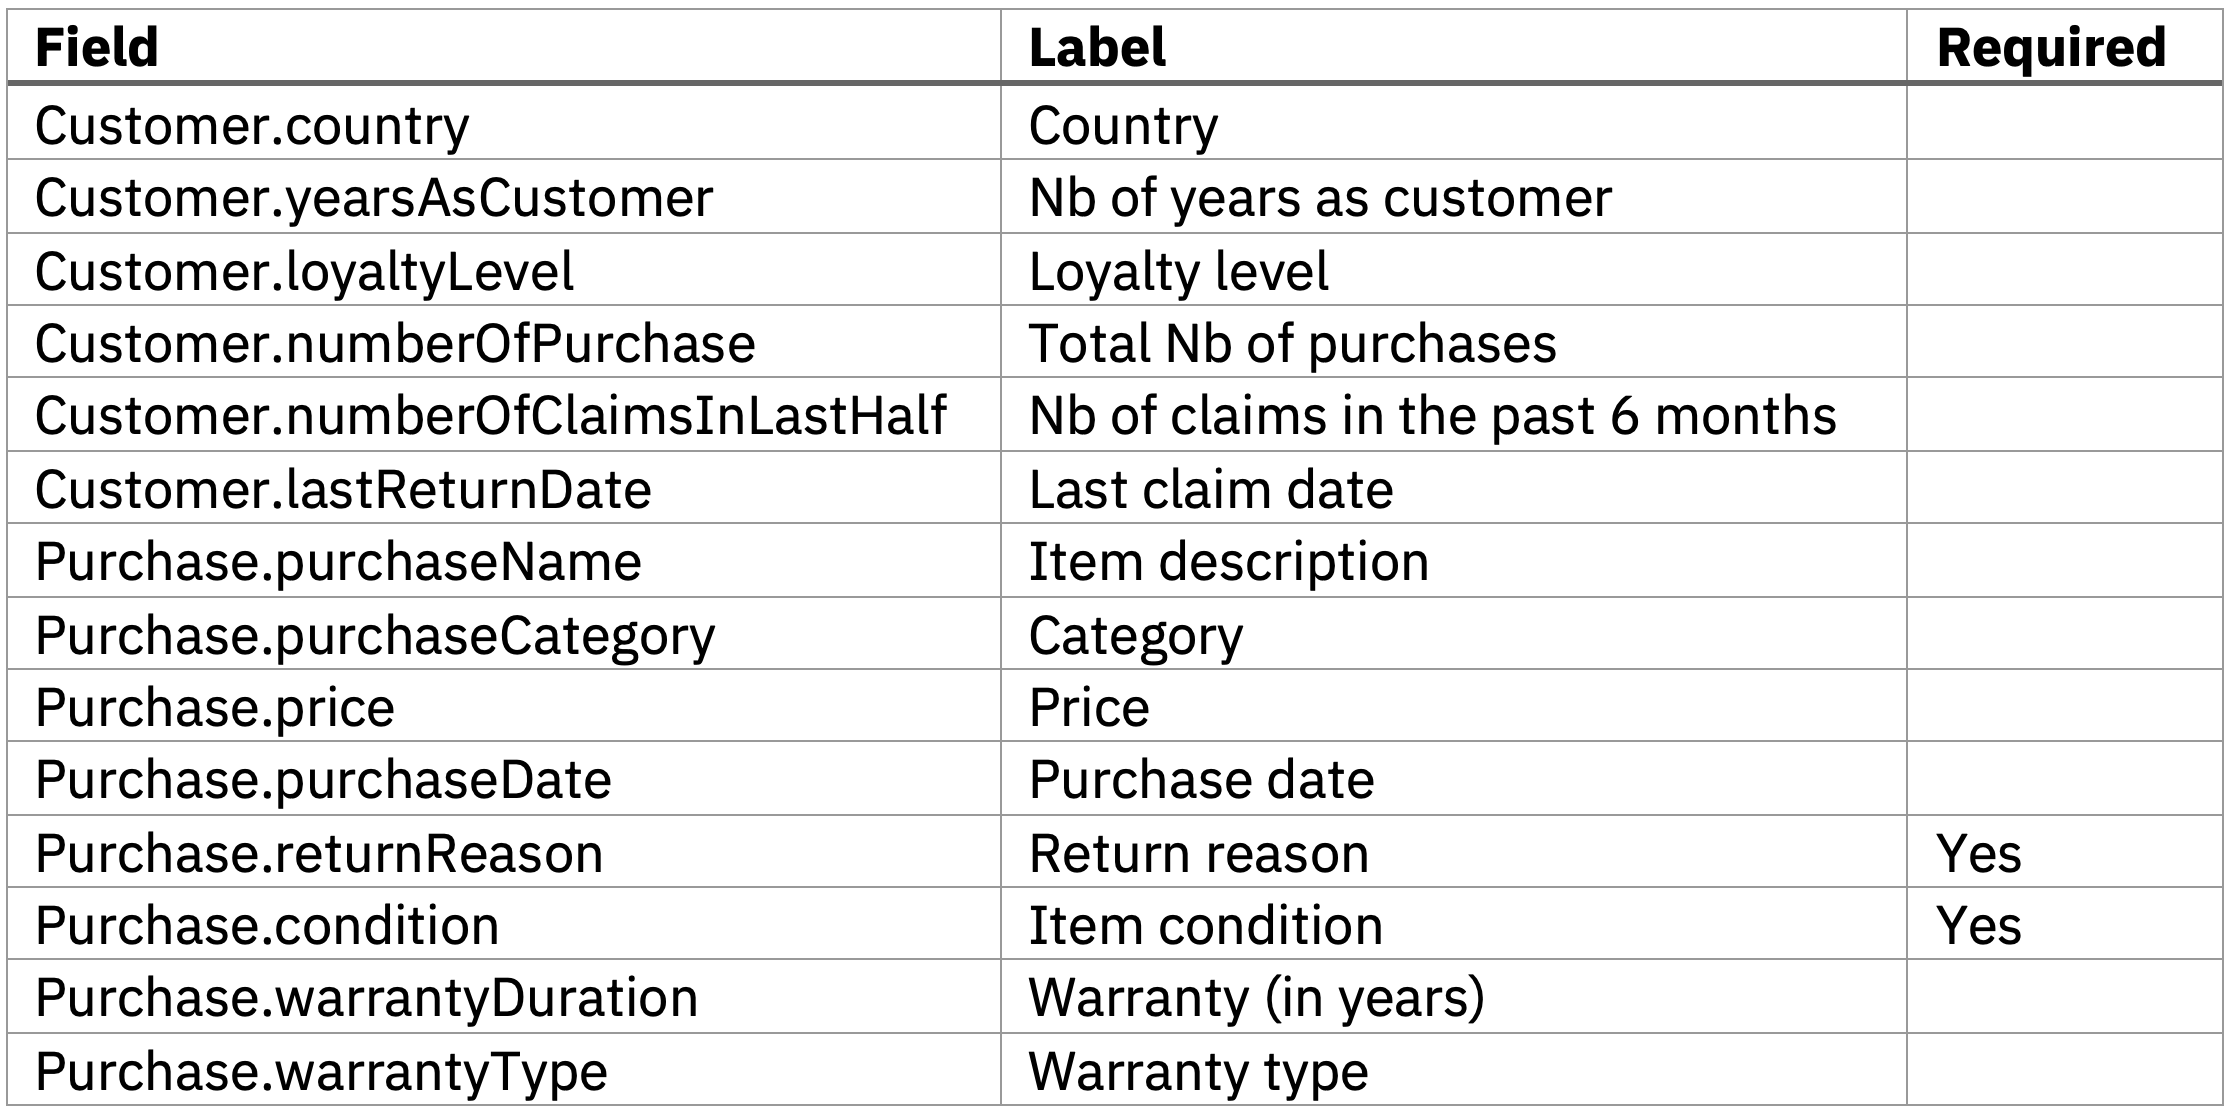 Field Label Required
Customer.country Country
Customer.yearsAsCustomer Nb of years as customer
Customer.loyaltyLevel Loyalty level
Customer.numberOfPurchase Total Nb of purchases
Customer.numberOfClaimsInLastHalf Nb of claims in the past 6 months
Customer.lastReturnDate Last claim date
Purchase.purchaseName Item description
Purchase.purchaseCategory Category
Purchase.price Price
Purchase.purchaseDate Purchase date
Purchase.returnReason Return reason Yes
Purchase.condition Item condition Yes
Purchase.warrantyDuration Warranty (in years)
Purchase.warrantyType Warranty type